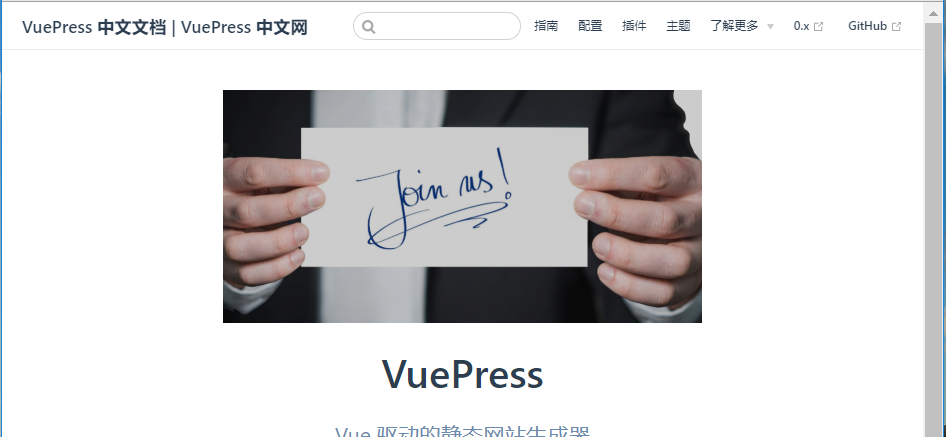 VuePress 中文文档 | VuePress 中文网
指南 配置 插件 主题 了解更多 0.x GitHub
Join us!
VuePress
Vue 驱动的静态网站生成器